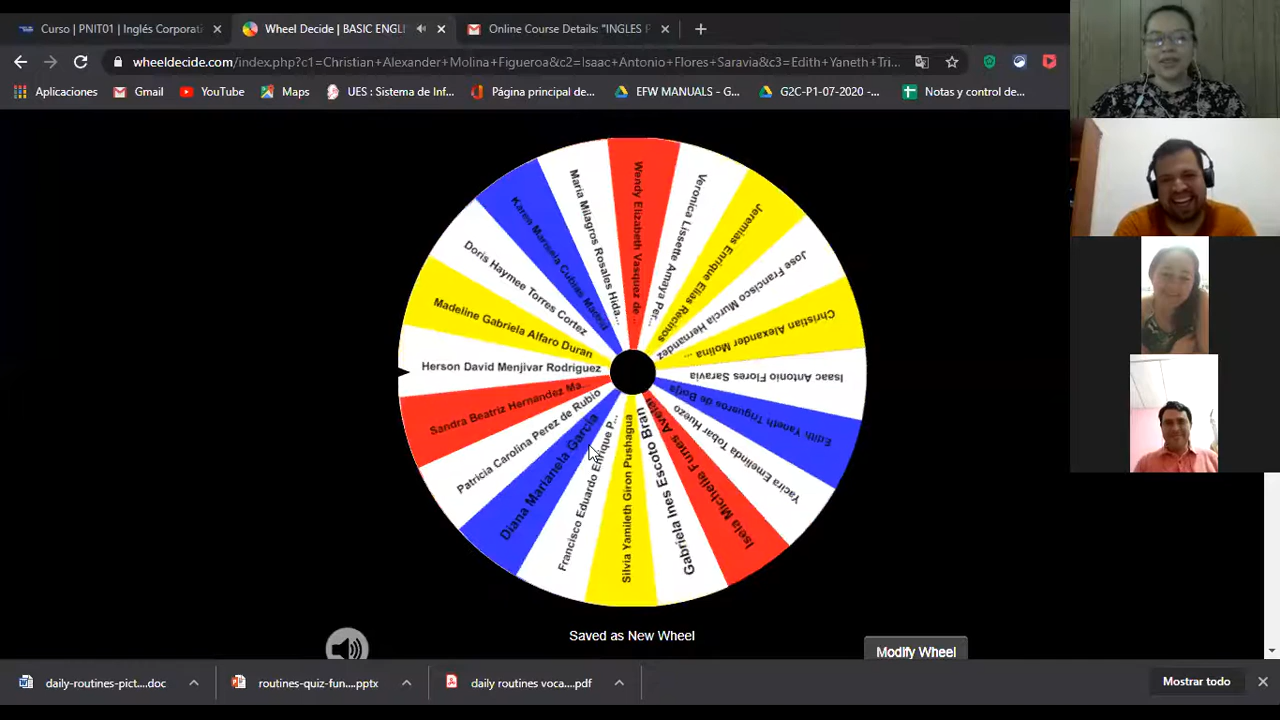 Curso | PNIT01 | Inglés Corporati
Wheel Decide | BASIC ENGLI
Online Course Details: "INGLES F
wheeldecide.com/index.php?c1=Christian+Alexander+Molina+Figueroa&c2=Isaac+Antonio+Flores+Saravia&c3=Edith+Yaneth+Tri...
Aplicaciones
Gmail
YouTube
Maps
UES : Sistema de Inf...
Página principal de...
EFW MANUALS - G...
G2C-P1-07-2020 -...
Notas y control de...
Wendy Elizabeth Vasquez de ...
Veronica Lissette Amaya Per...
Jeremias Enrique Elias Recinos
Jose Francisco Murcia Hernandez
Christian Alexander Molina ...
Isaac Antonio Flores Saravia
Edith Yaneth Trigueros de Borja
Yacira Emelinda Tobar Huezo
Isela Michelle Funes Avelar
Gabriela Ines Escoto Bran
Silvia Yamileth Giron Pushagua
Francisco Eduardo Enrique P...
Diana Marianela Garcia
Patricia Carolina Perez de Rubio
Sandra Beatriz Hernandez Ma...
Herson David Menjivar Rodriguez
Madeline Gabriela Alfaro Duran
Doris Haymee Torres Cortez
Karen Cubias Madrid
Maria Milagros Rosales Hida...
Saved as New Wheel
Modify Wheel
daily-routines-pict....doc
routines-quiz-fun....pptx
daily routines voca....pdf
Mostrar todo